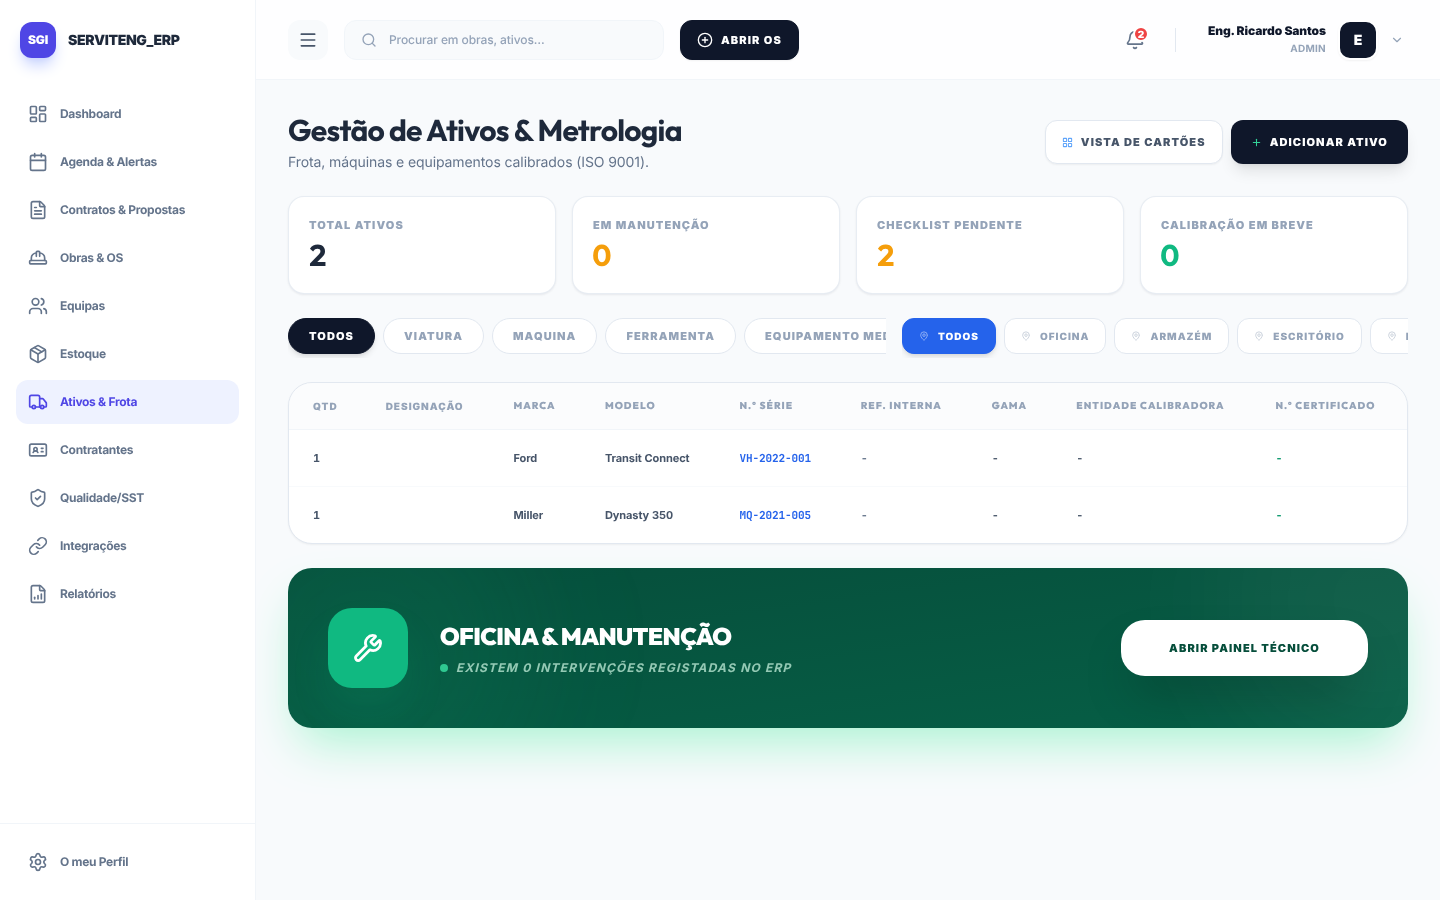 SGI
SERVITENG_ERP
Dashboard
Agenda & Alertas
Contratos & Propostas
Obras & OS
Equipas
Estoque
Ativos & Frota
Contratantes
Qualidade/SST
Integrações
Relatórios
O meu Perfil
Procurar em obras, ativos...
ABRIR OS
2
Eng. Ricardo Santos
ADMIN
E
Gestão de Ativos & Metrologia
Frota, máquinas e equipamentos calibrados (ISO 9001).
VISTA DE CARTÕES
+ ADICIONAR ATIVO
TOTAL ATIVOS
2
EM MANUTENÇÃO
0
CHECKLIST PENDENTE
2
CALIBRAÇÃO EM BREVE
0
TODOS VIATURA MAQUINA FERRAMENTA EQUIPAMENTO MED
TODOS OFICINA ARMAZÉM ESCRITÓRIO
QTD DESIGNAÇÃO MARCA MODELO N.º SÉRIE REF. INTERNA GAMA ENTIDADE CALIBRADORA N.º CERTIFICADO
1 Ford Transit Connect VH-2022-001 - - - -
1 Miller Dynasty 350 MQ-2021-005 - - - -
OFICINA & MANUTENÇÃO
EXISTEM 0 INTERVENÇÕES REGISTADAS NO ERP
ABRIR PAINEL TÉCNICO